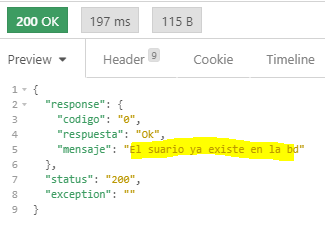 200 OK 197 ms 115 B
Preview Header 9 Cookie Timeline
1 {
2 "response": {
3 "codigo": "0",
4 "respuesta": "Ok",
5 "mensaje": "El suario ya existe en la bd"
6 },
7 "status": "200",
8 "exception": ""
9 }